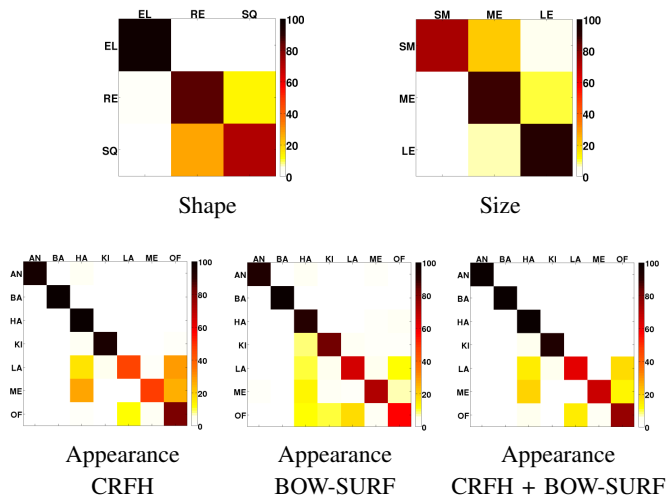 EL RE SQ
100
EL
80
60
RE
40
SQ
20
0
Shape
SM ME LE
100
SM
80
60
ME
40
LE
20
0
Size
AN BA HA KI LA ME OF
100
AN
BA
80
HA
60
KI
LA
40
ME
20
OF
0
Appearance
CRFH
AN BA HA KI LA ME OF
100
AN
BA
80
HA
60
KI
LA
40
ME
20
OF
0
Appearance
BOW-SURF
AN BA HA KI LA ME OF
100
AN
BA
80
HA
60
KI
LA
40
ME
20
OF
0
Appearance
CRFH + BOW-SURF